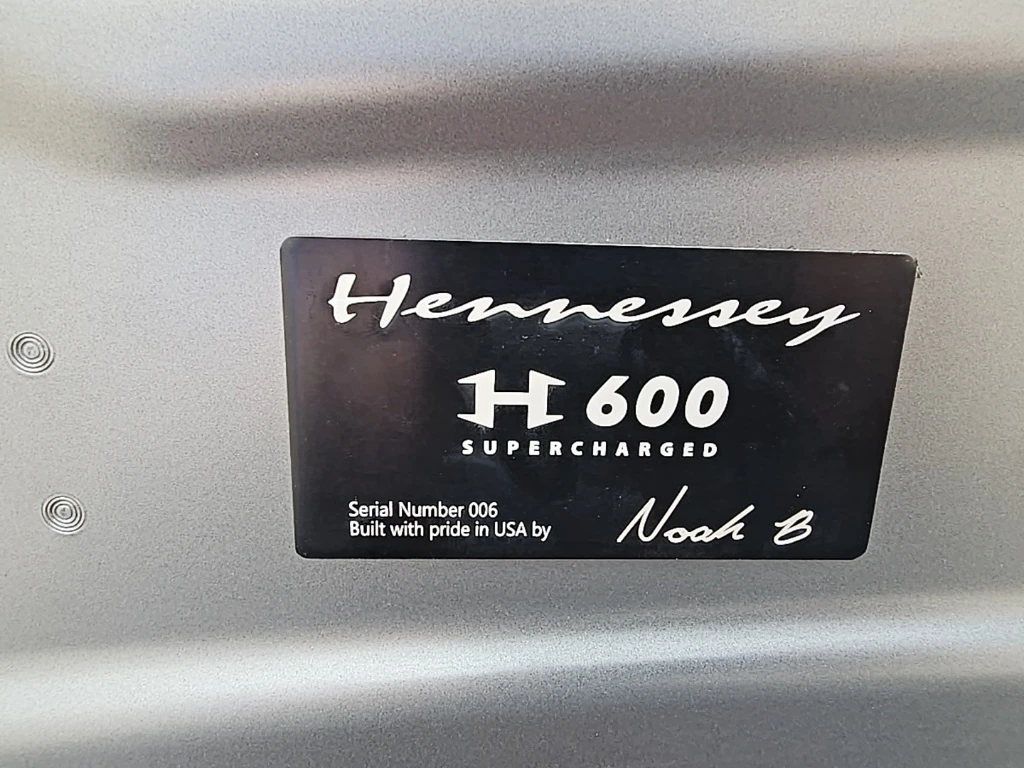 Hennessey
H 600
SUPERCHARGED
Serial Number 006
Built with pride in USA by Noah B